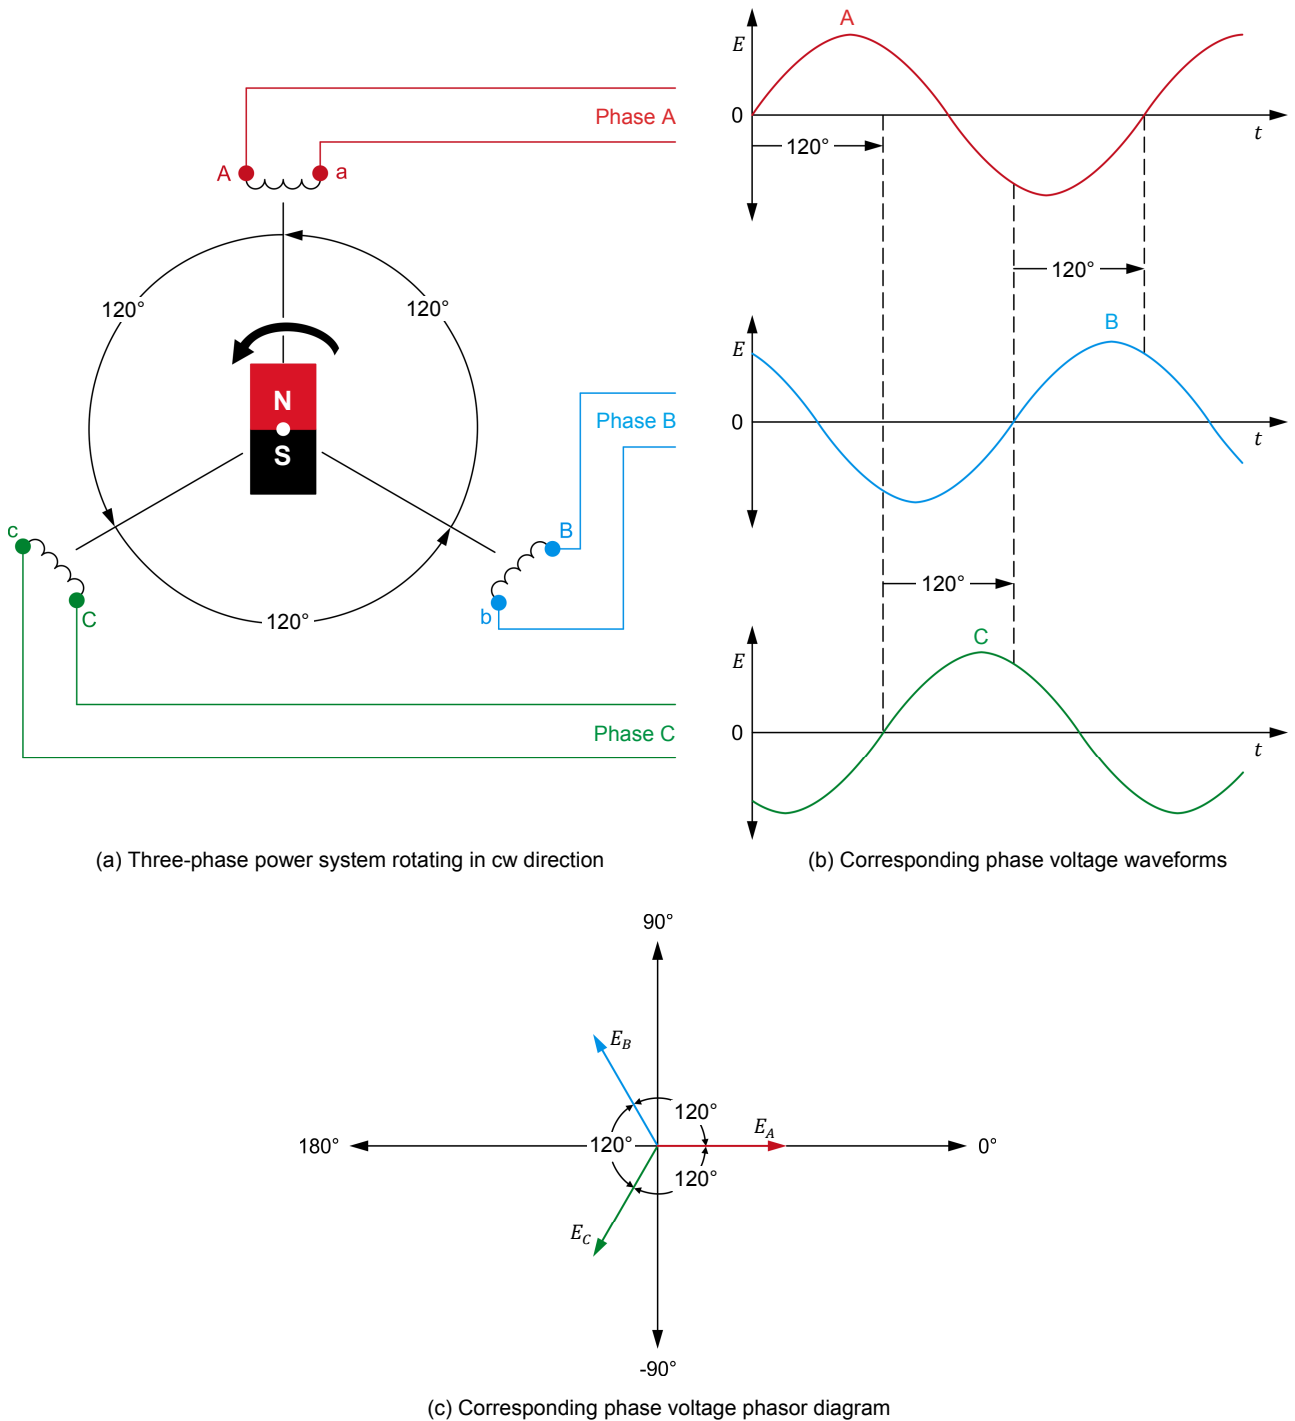 Phase A
A
a
120°
120°
N
S
Phase B
B
b
c
C
120°
Phase C
(a) Three-phase power system rotating in cw direction
A
E
0
t
120°
120°
B
E
0
t
120°
C
E
0
t
(b) Corresponding phase voltage waveforms
90°
E_B
120°
E_A
180°
120°
0°
120°
E_C
-90°
(c) Corresponding phase voltage phasor diagram